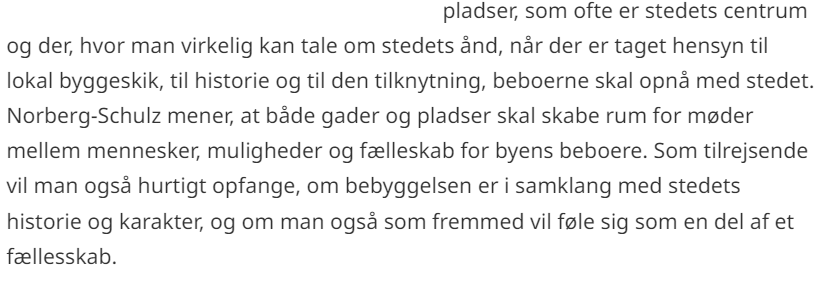 pladser, som ofte er stedets centrum
og der, hvor man virkelig kan tale om stedets ånd, når der er taget hensyn til
lokal byggeskik, til historie og til den tilknytning, beboerne skal opnå med stedet.
Norberg-Schulz mener, at både gader og pladser skal skabe rum for møder
mellem mennesker, muligheder og fælleskab for byens beboere. Som tilrejsende
vil man også hurtigt opfange, om bebyggelsen er i samklang med stedets
historie og karakter, og om man også som fremmed vil føle sig som en del af et
fællesskab.